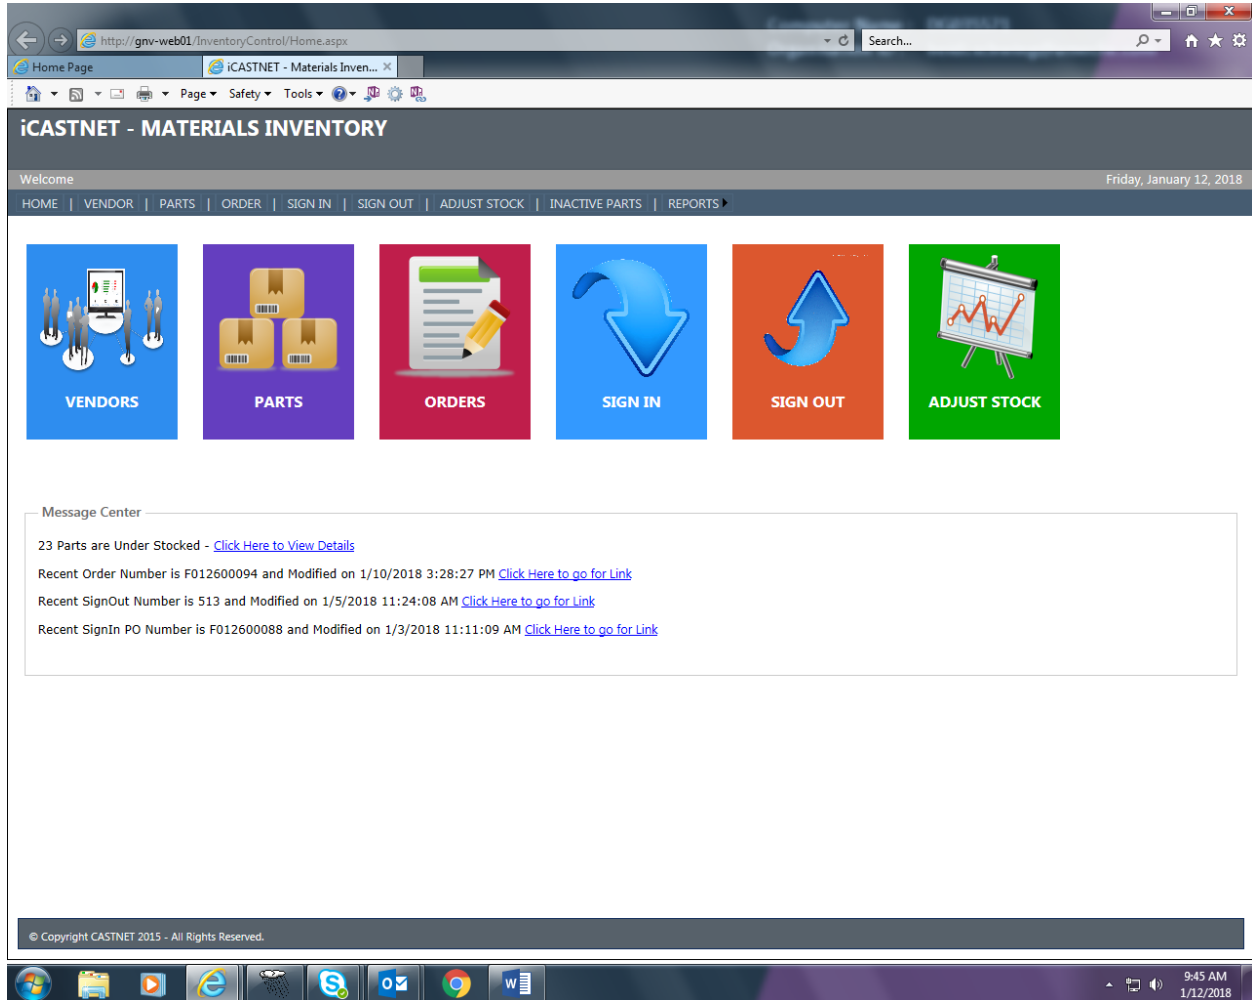 http://gnv-web01/InventoryControl/Home.aspx
Search...
Home Page
iCASTNET - Materials Inven...
Page Safety Tools
iCASTNET - MATERIALS INVENTORY
Welcome
Friday, January 12, 2018
HOME | VENDOR | PARTS | ORDER | SIGN IN | SIGN OUT | ADJUST STOCK | INACTIVE PARTS | REPORTS
VENDORS
PARTS
ORDERS
SIGN IN
SIGN OUT
ADJUST STOCK
Message Center
23 Parts are Under Stocked - Click Here to View Details
Recent Order Number is F012600094 and Modified on 1/10/2018 3:28:27 PM Click Here to go for Link
Recent SignOut Number is 513 and Modified on 1/5/2018 11:24:08 AM Click Here to go for Link
Recent SignIn PO Number is F012600088 and Modified on 1/3/2018 11:11:09 AM Click Here to go for Link
© Copyright CASTNET 2015 - All Rights Reserved.
9:45 AM
1/12/2018